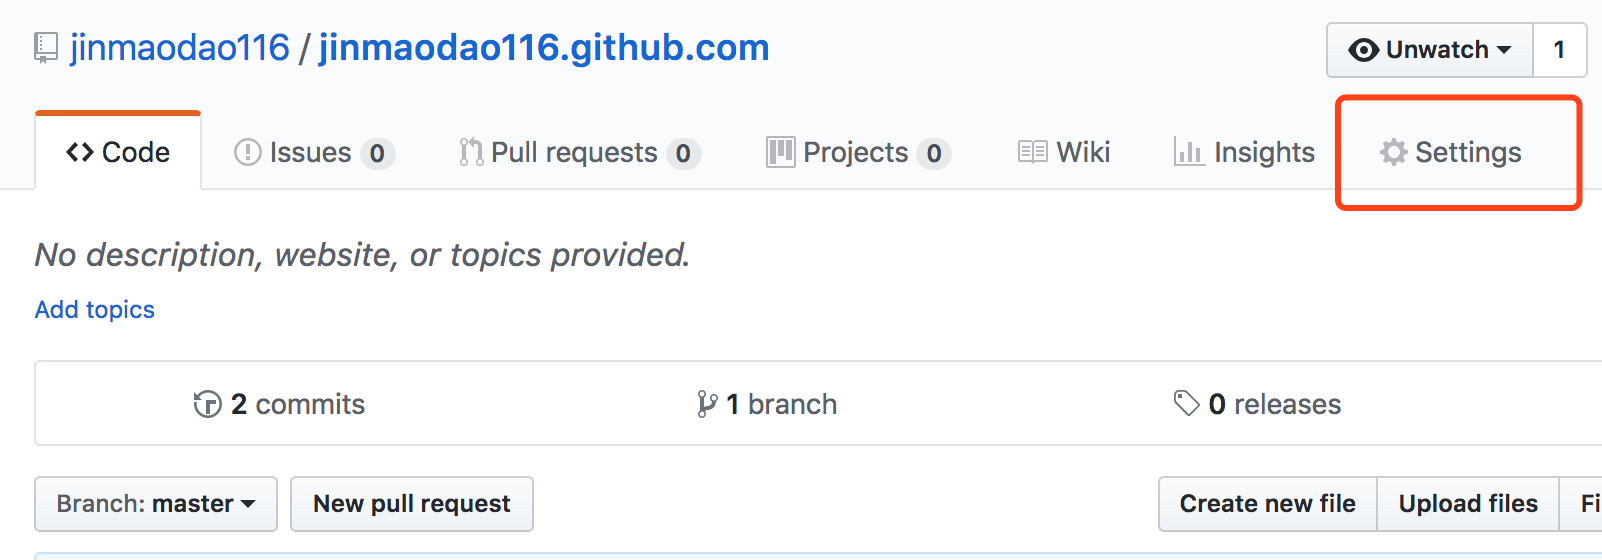 jinmaodao116 / jinmaodao116.github.com
Unwatch 1
Code Issues 0 Pull requests 0 Projects 0 Wiki Insights Settings
No description, website, or topics provided.
Add topics
2 commits 1 branch 0 releases
Branch: master New pull request Create new file Upload files Fi